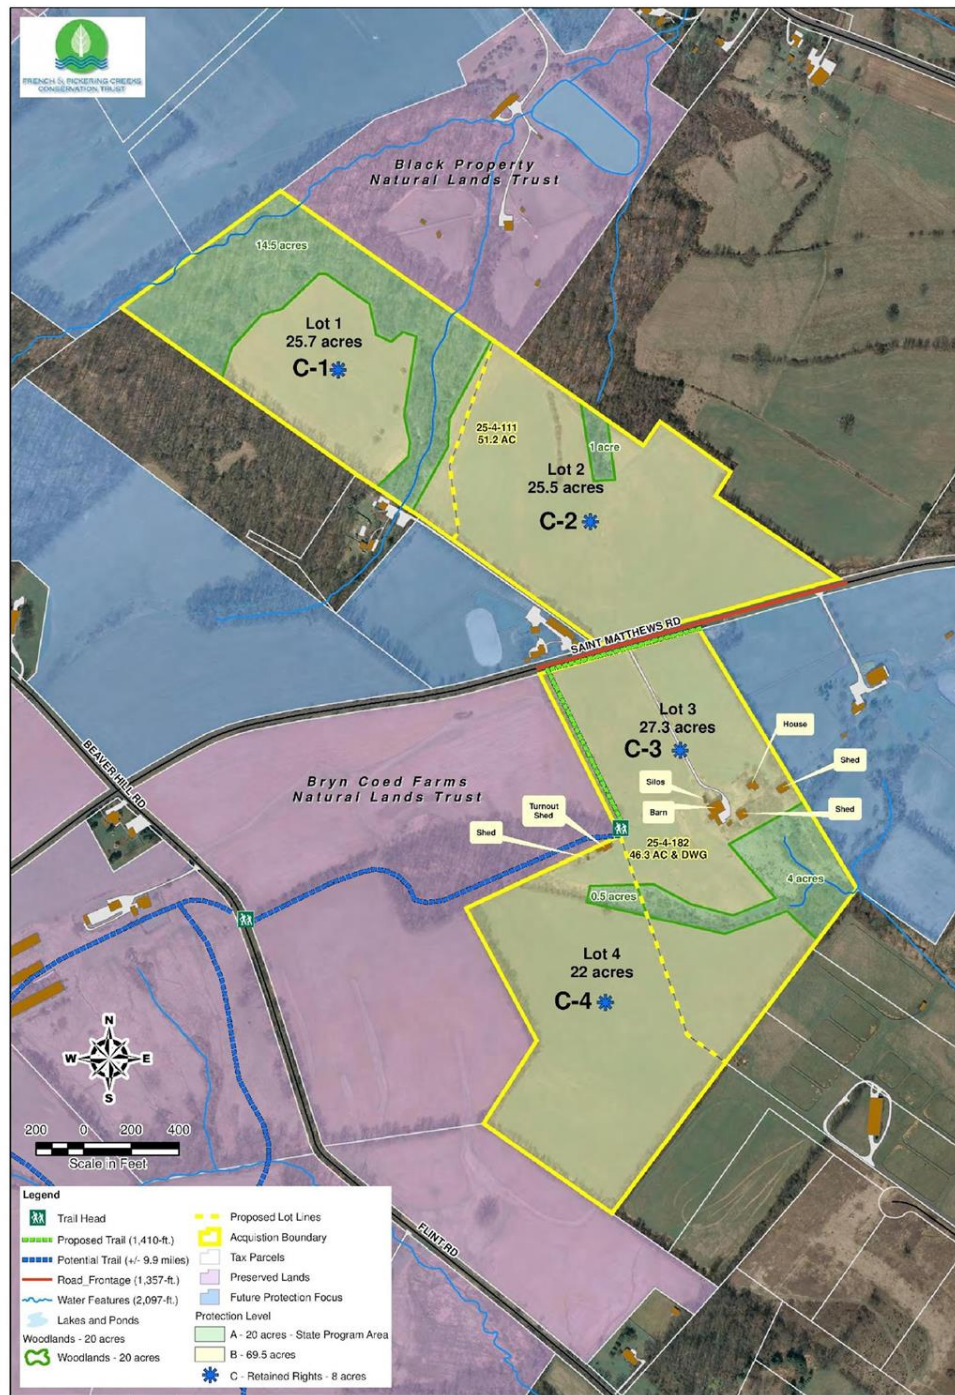 FRENCH & PICKERING CREEKS
CONSERVATION TRUST
Black Property
Natural Lands Trust
14.5 acres
Lot 1
25.7 acres
C-1
25-4-111
51.2 AC
1 acre
Lot 2
25.5 acres
C-2
SAINT MATTHEWS RD
Lot 3
27.3 acres
C-3
House
Shed
Silos
Barn
Shed
BEAVER HILL RD
Bryn Coed Farms
Natural Lands Trust
Turnout
Shed
Shed
25-4-182
46.3 AC & DWG
4 acres
0.5 acres
Lot 4
22 acres
C-4
N
W E
S
200 0 200 400
Scale in Feet
FLINT RD
Legend
Trail Head
Proposed Trail (1,410-ft.)
Potential Trail (+/- 9.9 miles)
Road_Frontage (1,357-ft.)
Water Features (2,097-ft.)
Lakes and Ponds
Woodlands - 20 acres
Woodlands - 20 acres
Proposed Lot Lines
Acquistion Boundary
Tax Parcels
Preserved Lands
Future Protection Focus
Protection Level
A - 20 acres - State Program Area
B - 69.5 acres
C - Retained Rights - 8 acres